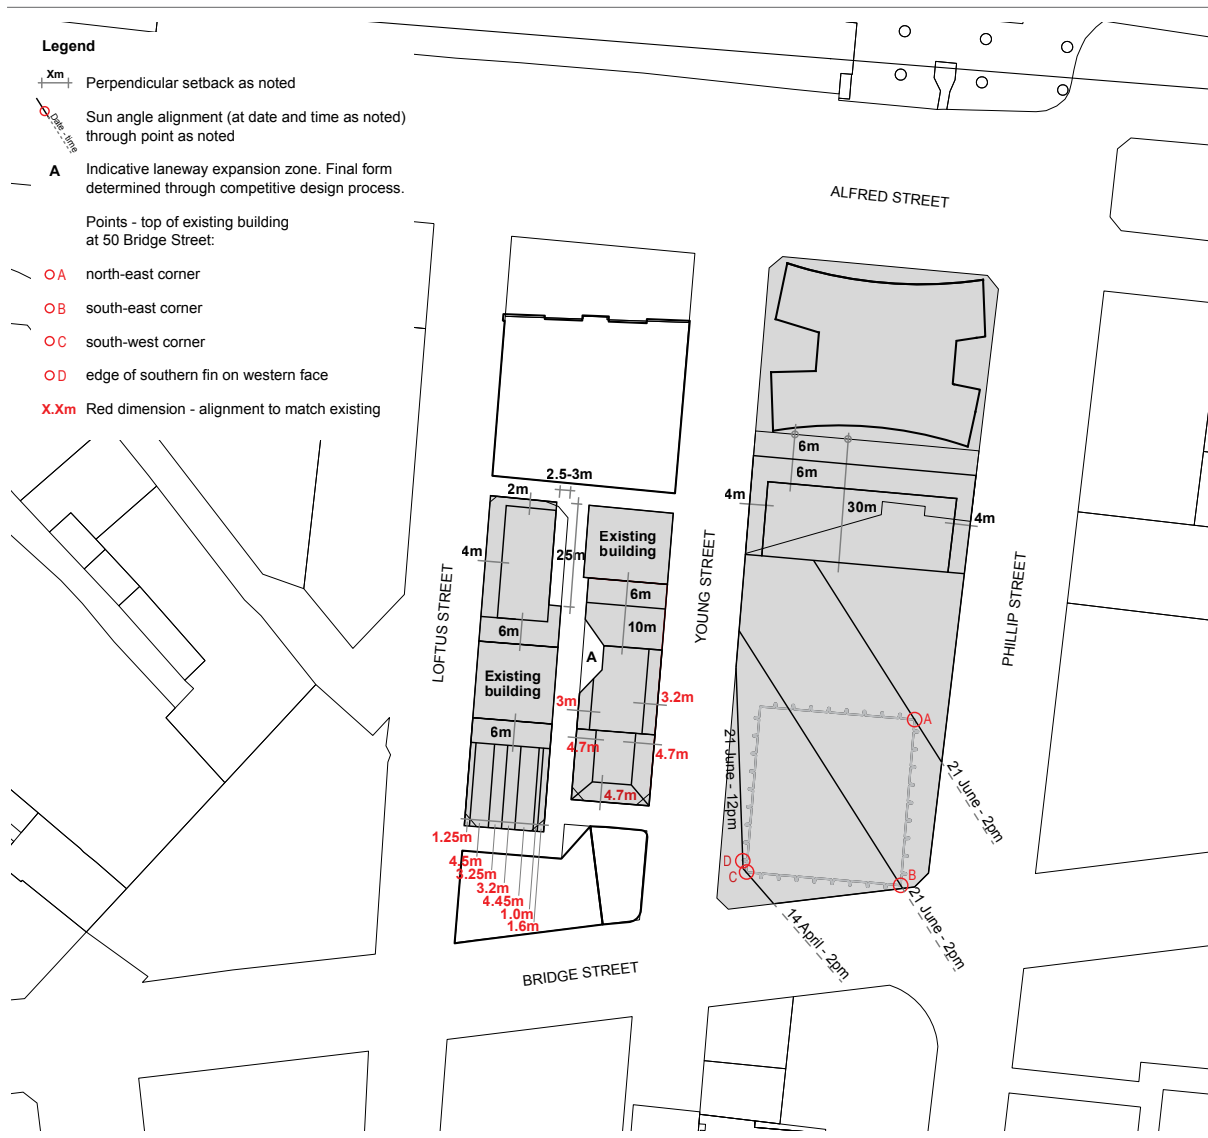 Legend
Xm
Perpendicular setback as noted
Date - time
Sun angle alignment (at date and time as noted)
through point as noted
A
Indicative laneway expansion zone. Final form
determined through competitive design process.
Points - top of existing building
at 50 Bridge Street:
A
north-east corner
B
south-east corner
C
south-west corner
D
edge of southern fin on western face
X.Xm
Red dimension - alignment to match existing
ALFRED STREET
LOFTUS STREET
YOUNG STREET
PHILLIP STREET
BRIDGE STREET
2.5-3m
2m
4m
25m
6m
Existing
building
6m
Existing
building
6m
10m
A
3m
3.2m
4.7m
4.7m
4.7m
1.25m
4.5m
3.25m
3.2m
4.45m
1.0m
1.6m
6m
6m
4m
30m
4m
A
21 June - 2pm
21 June - 12pm
D
C
B
14 April - 2pm
21 June - 2pm